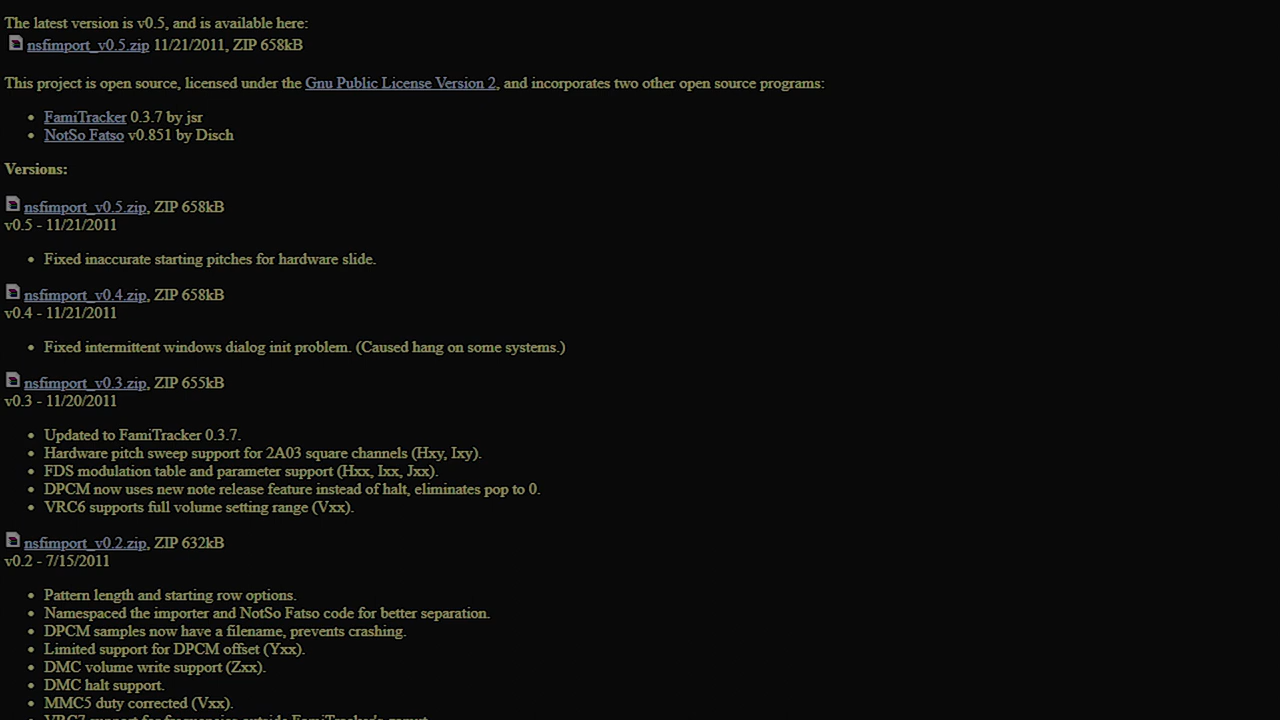 The latest version is v0.5, and is available here:
nsfimport_v0.5.zip 11/21/2011, ZIP 658kB
This project is open source, licensed under the Gnu Public License Version 2, and incorporates two other open source programs:
FamiTracker 0.3.7 by jsr
NotSo Fatso v0.851 by Disch
Versions:
nsfimport_v0.5.zip, ZIP 658kB
v0.5 - 11/21/2011
Fixed inaccurate starting pitches for hardware slide.
nsfimport_v0.4.zip, ZIP 658kB
v0.4 - 11/21/2011
Fixed intermittent windows dialog init problem. (Caused hang on some systems.)
nsfimport_v0.3.zip, ZIP 655kB
v0.3 - 11/20/2011
Updated to FamiTracker 0.3.7.
Hardware pitch sweep support for 2A03 square channels (Hxy, Ixy).
FDS modulation table and parameter support (Hxx, Ixx, Jxx).
DPCM now uses new note release feature instead of halt, eliminates pop to 0.
VRC6 supports full volume setting range (Vxx).
nsfimport_v0.2.zip, ZIP 632kB
v0.2 - 7/15/2011
Pattern length and starting row options.
Namespaced the importer and NotSo Fatso code for better separation.
DPCM samples now have a filename, prevents crashing.
Limited support for DPCM offset (Yxx).
DMC volume write support (Zxx).
DMC halt support.
MMC5 duty corrected (Vxx).
VRC7 support for frequencies outside FamiTracker's gamut.